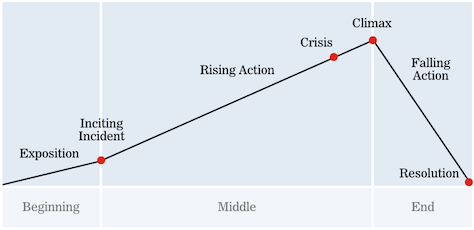 Climax
Crisis
Rising Action
Falling
Action
Inciting
Incident
Exposition
Resolution
Beginning
Middle
End